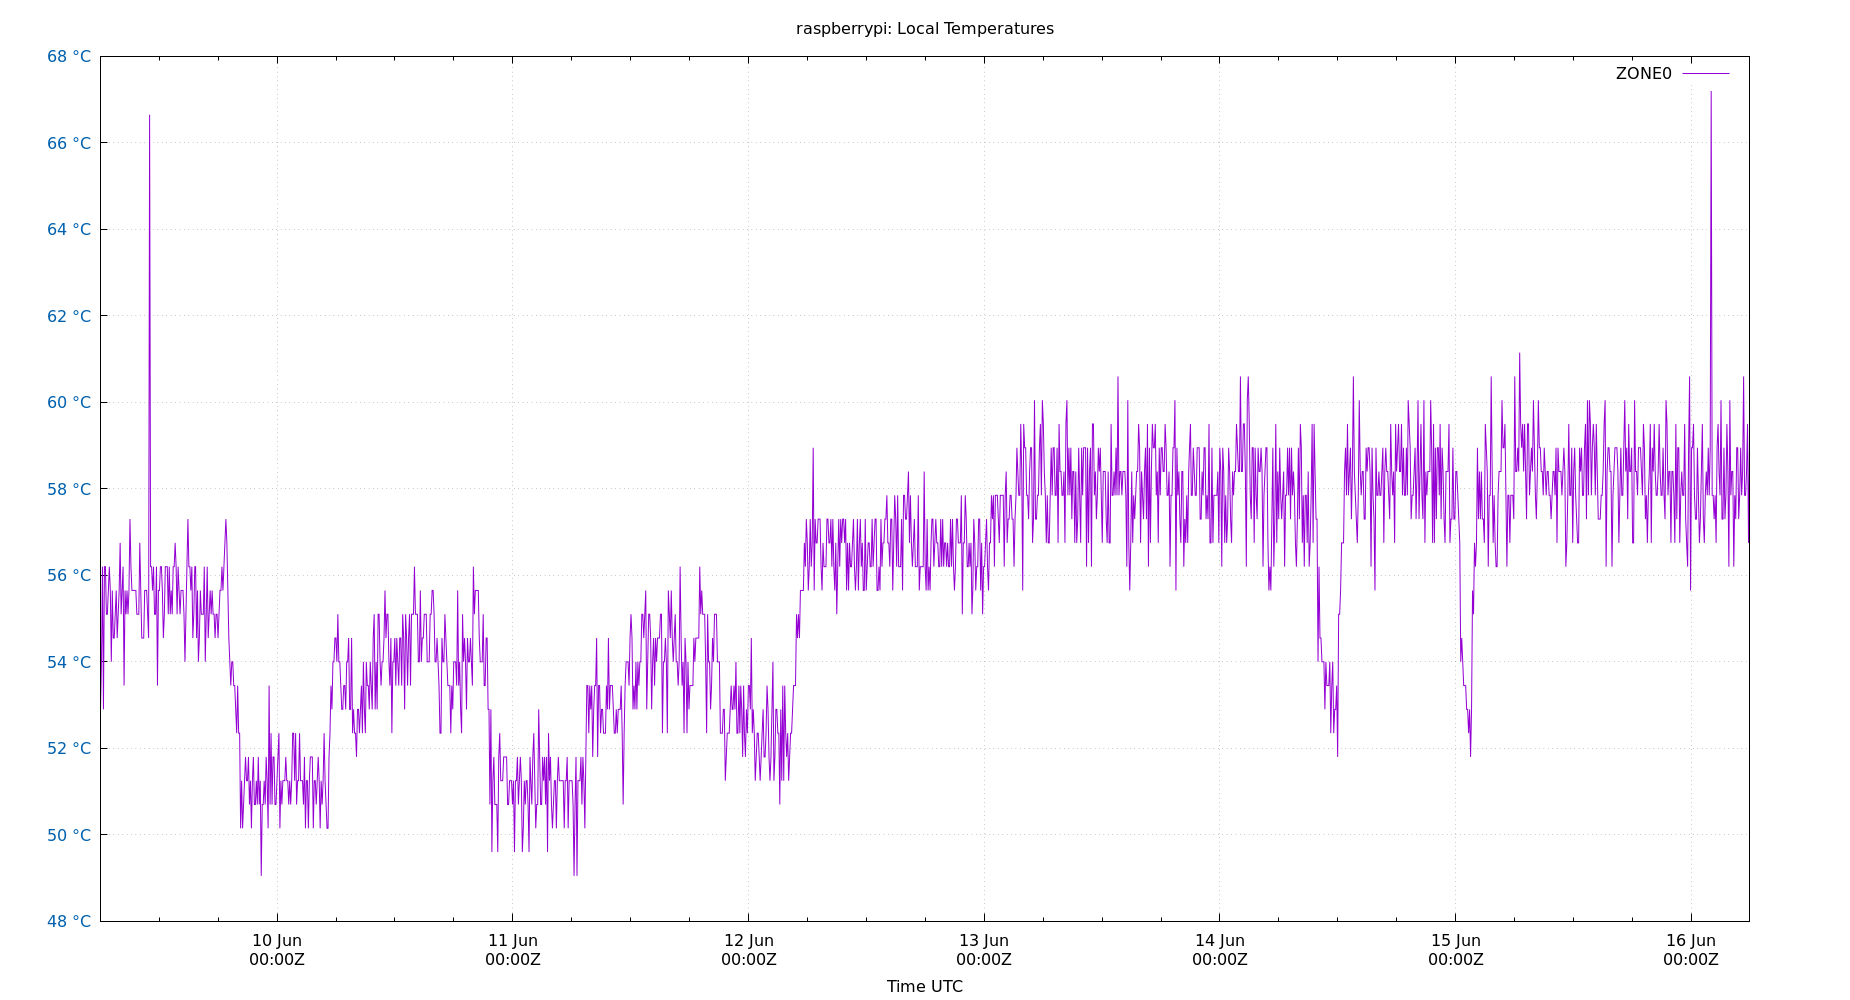 raspberrypi: Local Temperatures
68 °C
ZONE0
66 °C
64 °C
62 °C
60 °C
58 °C
56 °C
54 °C
52 °C
50 °C
48 °C
10 Jun 11 Jun 12 Jun 13 Jun 14 Jun 15 Jun 16 Jun
00:00Z 00:00Z 00:00Z 00:00Z 00:00Z 00:00Z 00:00Z
Time UTC